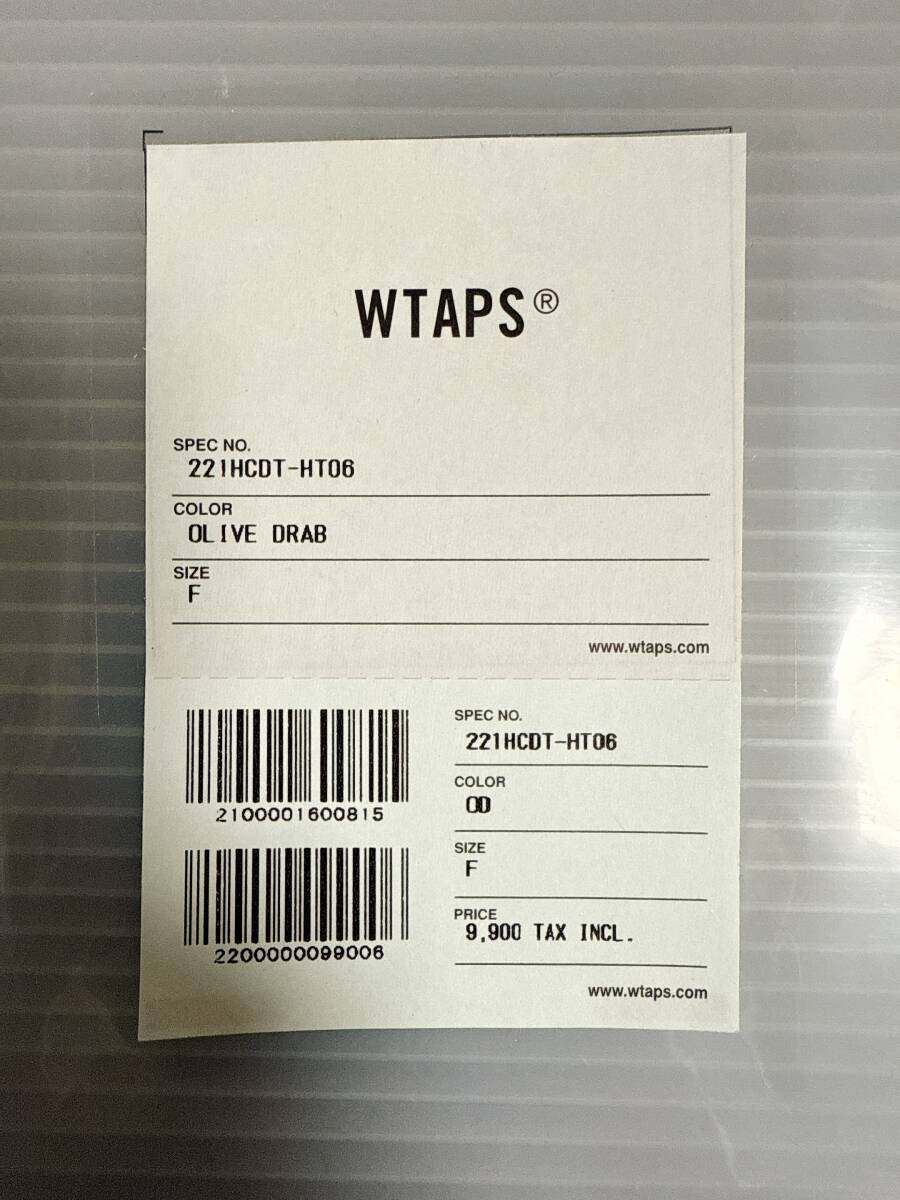 WTAPS®
SPEC NO.
221HCDT-HT06
COLOR
OLIVE DRAB
SIZE
F
www.wtaps.com
2100001600815
2200000099006
SPEC NO.
221HCDT-HT06
COLOR
OD
SIZE
F
PRICE
9,900 TAX INCL.
www.wtaps.com